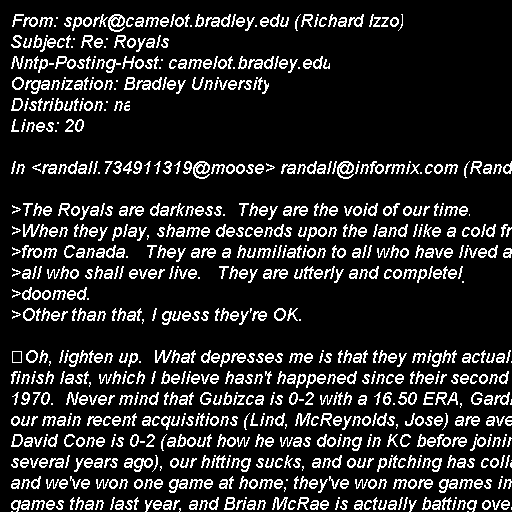 From: spork@camelot.bradley.edu (Richard Izzo)
Subject: Re: Royals
Nntp-Posting-Host: camelot.bradley.edu
Organization: Bradley University
Distribution: na
Lines: 20

In <randall.734911319@moose> randall@informix.com (Rand

>The Royals are darkness.  They are the void of our time.
>When they play, shame descends upon the land like a cold fr
>from Canada.   They are a humiliation to all who have lived a
>all who shall ever live.   They are utterly and completel
>doomed.
>Other than that, I guess they're OK.

Oh, lighten up.  What depresses me is that they might actual
finish last, which I believe hasn't happened since their second
1970.  Never mind that Gubizca is 0-2 with a 16.50 ERA, Gard
our main recent acquisitions (Lind, McReynolds, Jose) are ave
David Cone is 0-2 (about how he was doing in KC before joinin
several years ago), our hitting sucks, and our pitching has coll
and we've won one game at home; they've won more games in
games than last year, and Brian McRae is actually batting ove